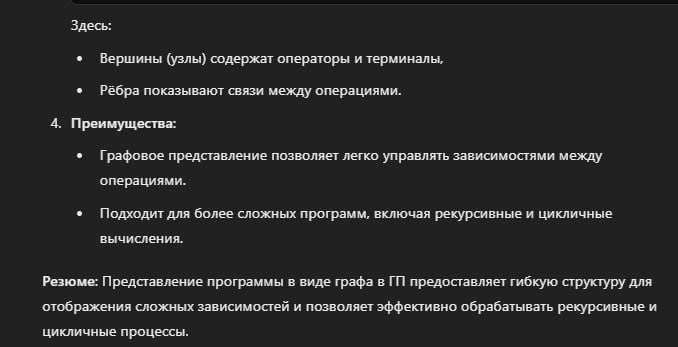 Здесь:
• Вершины (узлы) содержат операторы и терминалы,
• Рёбра показывают связи между операциями.
4. Преимущества:
• Графовое представление позволяет легко управлять зависимостями между
операциями.
• Подходит для более сложных программ, включая рекурсивные и цикличные
вычисления.
Резюме: Представление программы в виде графа в ГП предоставляет гибкую структуру для
отображения сложных зависимостей и позволяет эффективно обрабатывать рекурсивные и
цикличные процессы.